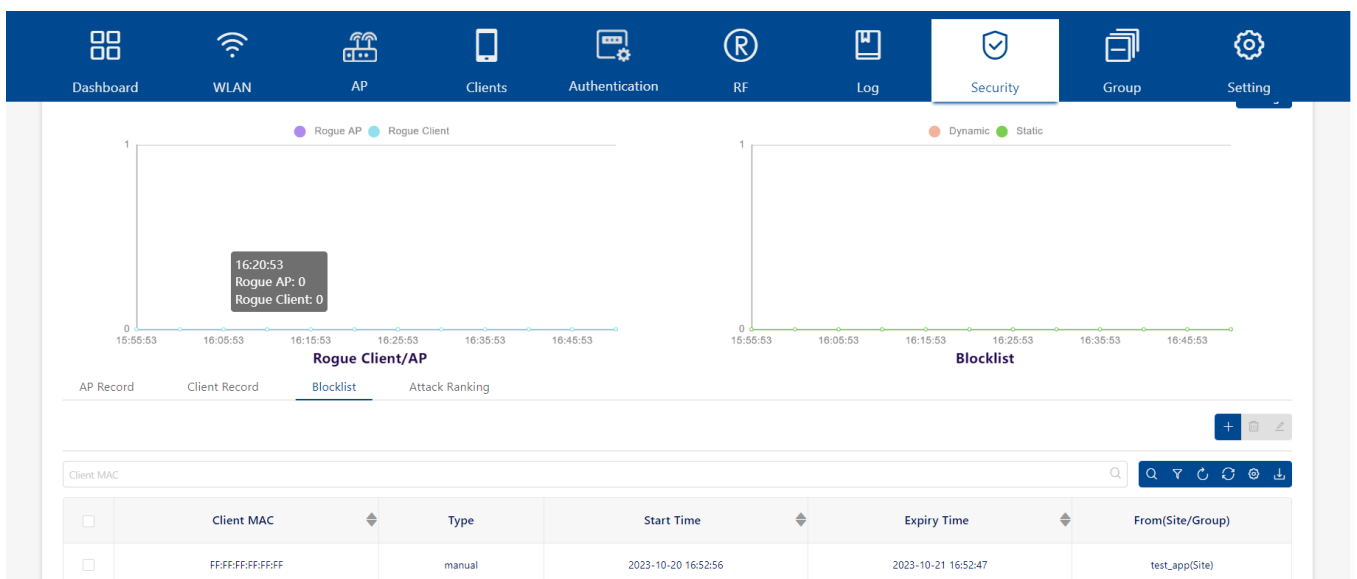 Dashboard WLAN AP Clients Authentication RF Log Security Group Setting
Rogue AP Rogue Client
Dynamic Static
1
1
16:20:53
Rogue AP: 0
Rogue Client: 0
0
0
15:55:53 16:05:53 16:15:53 16:25:53 16:35:53 16:45:53
15:55:53 16:05:53 16:15:53 16:25:53 16:35:53 16:45:53
Rogue Client/AP
Blocklist
AP Record Client Record Blocklist Attack Ranking
Client MAC
Client MAC Type Start Time Expiry Time From(Site/Group)
FF:FF:FF:FF:FF:FF manual 2023-10-20 16:52:56 2023-10-21 16:52:47 test_app(Site)